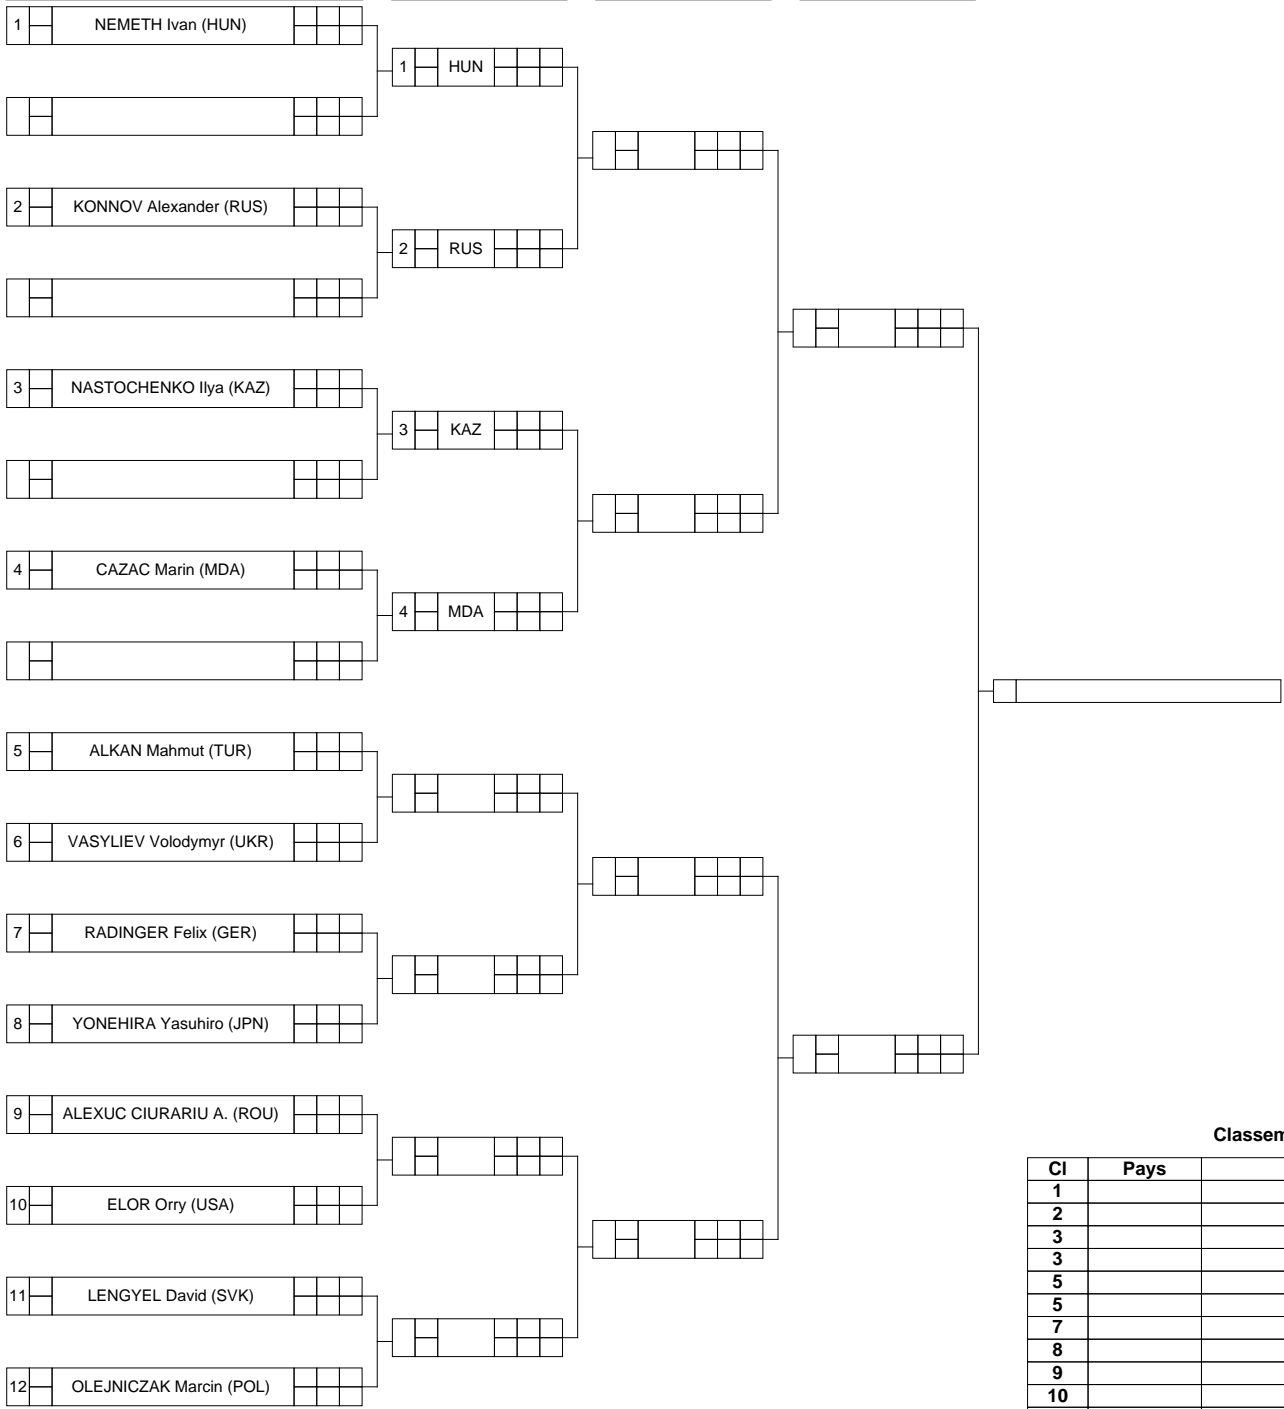 1 NEMETH Ivan (HUN)
1 HUN
2 KONNOV Alexander (RUS)
2 RUS
3 NASTOCHENKO Ilya (KAZ)
3 KAZ
4 CAZAC Marin (MDA)
4 MDA
5 ALKAN Mahmut (TUR)
6 VASYLIEV Volodymyr (UKR)
7 RADINGER Felix (GER)
8 YONEHIRA Yasuhiro (JPN)
9 ALEXUC CIURARIU A. (ROU)
10 ELOR Orry (USA)
11 LENGYEL David (SVK)
12 OLEJNICZAK Marcin (POL)
Classem
Cl Pays
1
2
3
3
5
5
7
8
9
10